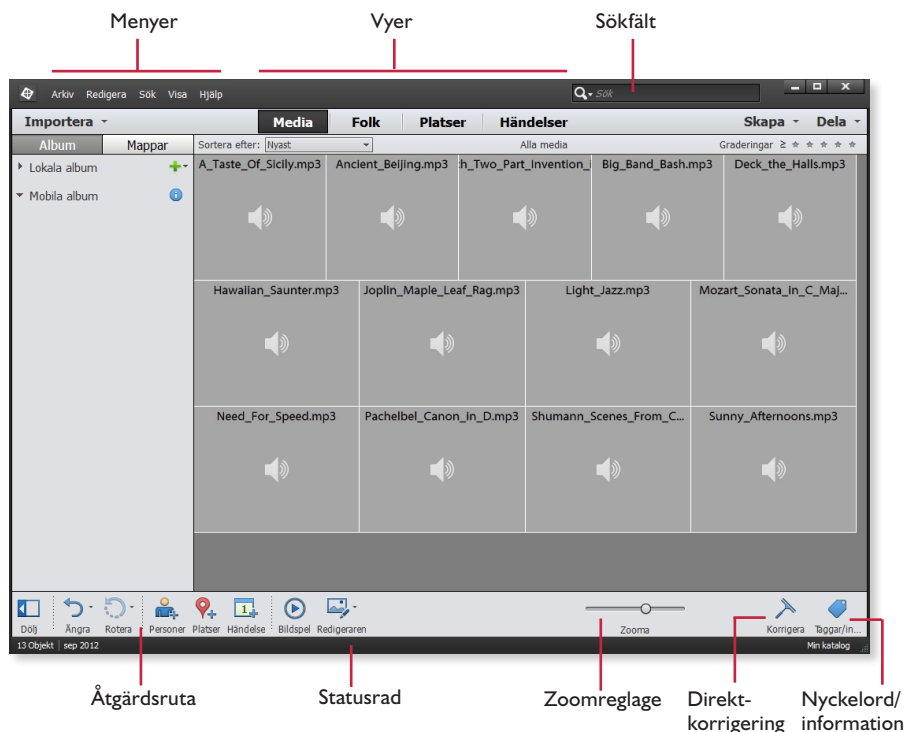 Menyer Vyer Sökfält
Arkiv Redigera Sök Visa Hjälp Sök
Importera Media Folk Platser Händelser Skapa Dela
Album Mappar Sortera efter: Nyast Alla media Graderingar ≥
Lokala album
Mobila album
A_Taste_Of_Sicily.mp3 Ancient_Beijing.mp3 h_Two_Part_Invention_ Big_Band_Bash.mp3 Deck_the_Halls.mp3
Hawaiian_Saunter.mp3 Joplin_Maple_Leaf_Rag.mp3 Light_Jazz.mp3 Mozart_Sonata_in_C_Maj...
Need_For_Speed.mp3 Pachelbel_Canon_in_D.mp3 Shumann_Scenes_From_C... Sunny_Afternoons.mp3
1
Dölj Ångra Rotera Personer Platser Händelse Bildspel Redigeraren Zooma Korrigera Taggar/in...
13 Objekt sep 2012 Min katalog
Åtgärdsruta Statusrad Zoomreglage Direkt- Nyckelord/
korrigering information